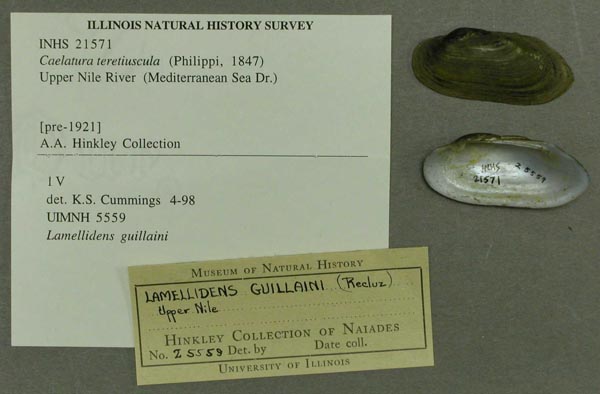 ILLINOIS NATURAL HISTORY SURVEY
INHS 21571
Caelatura teretiuscula (Philippi, 1847)
Upper Nile River (Mediterranean Sea Dr.)
[pre-1921]
A.A. Hinkley Collection
1 V
det. K.S. Cummings 4-98
UIMNH 5559
Lamellidens guillaini
MUSEUM OF NATURAL HISTORY
LAMELLIDENS GUILLAINI (Recluz)
Upper Nile
HINKLEY COLLECTION OF NAIADES
No. Z5559 Det. by Date coll.
UNIVERSITY OF ILLINOIS
INHS
21571
Z5559